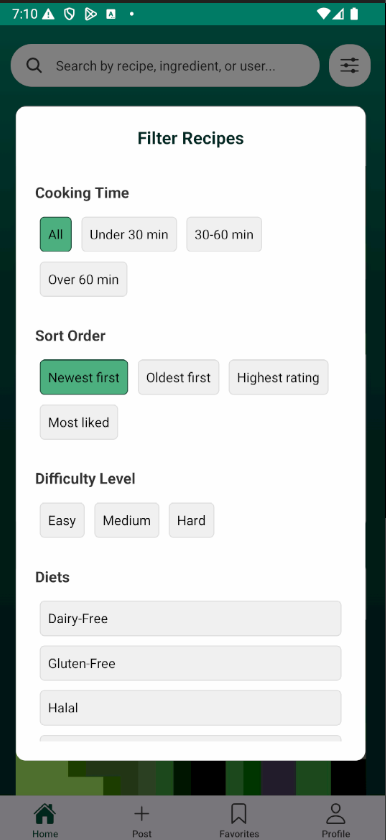 7:10
Search by recipe, ingredient, or user...
Filter Recipes
Cooking Time
All Under 30 min 30-60 min
Over 60 min
Sort Order
Newest first Oldest first Highest rating
Most liked
Difficulty Level
Easy Medium Hard
Diets
Dairy-Free
Gluten-Free
Halal
Home Post Favorites Profile